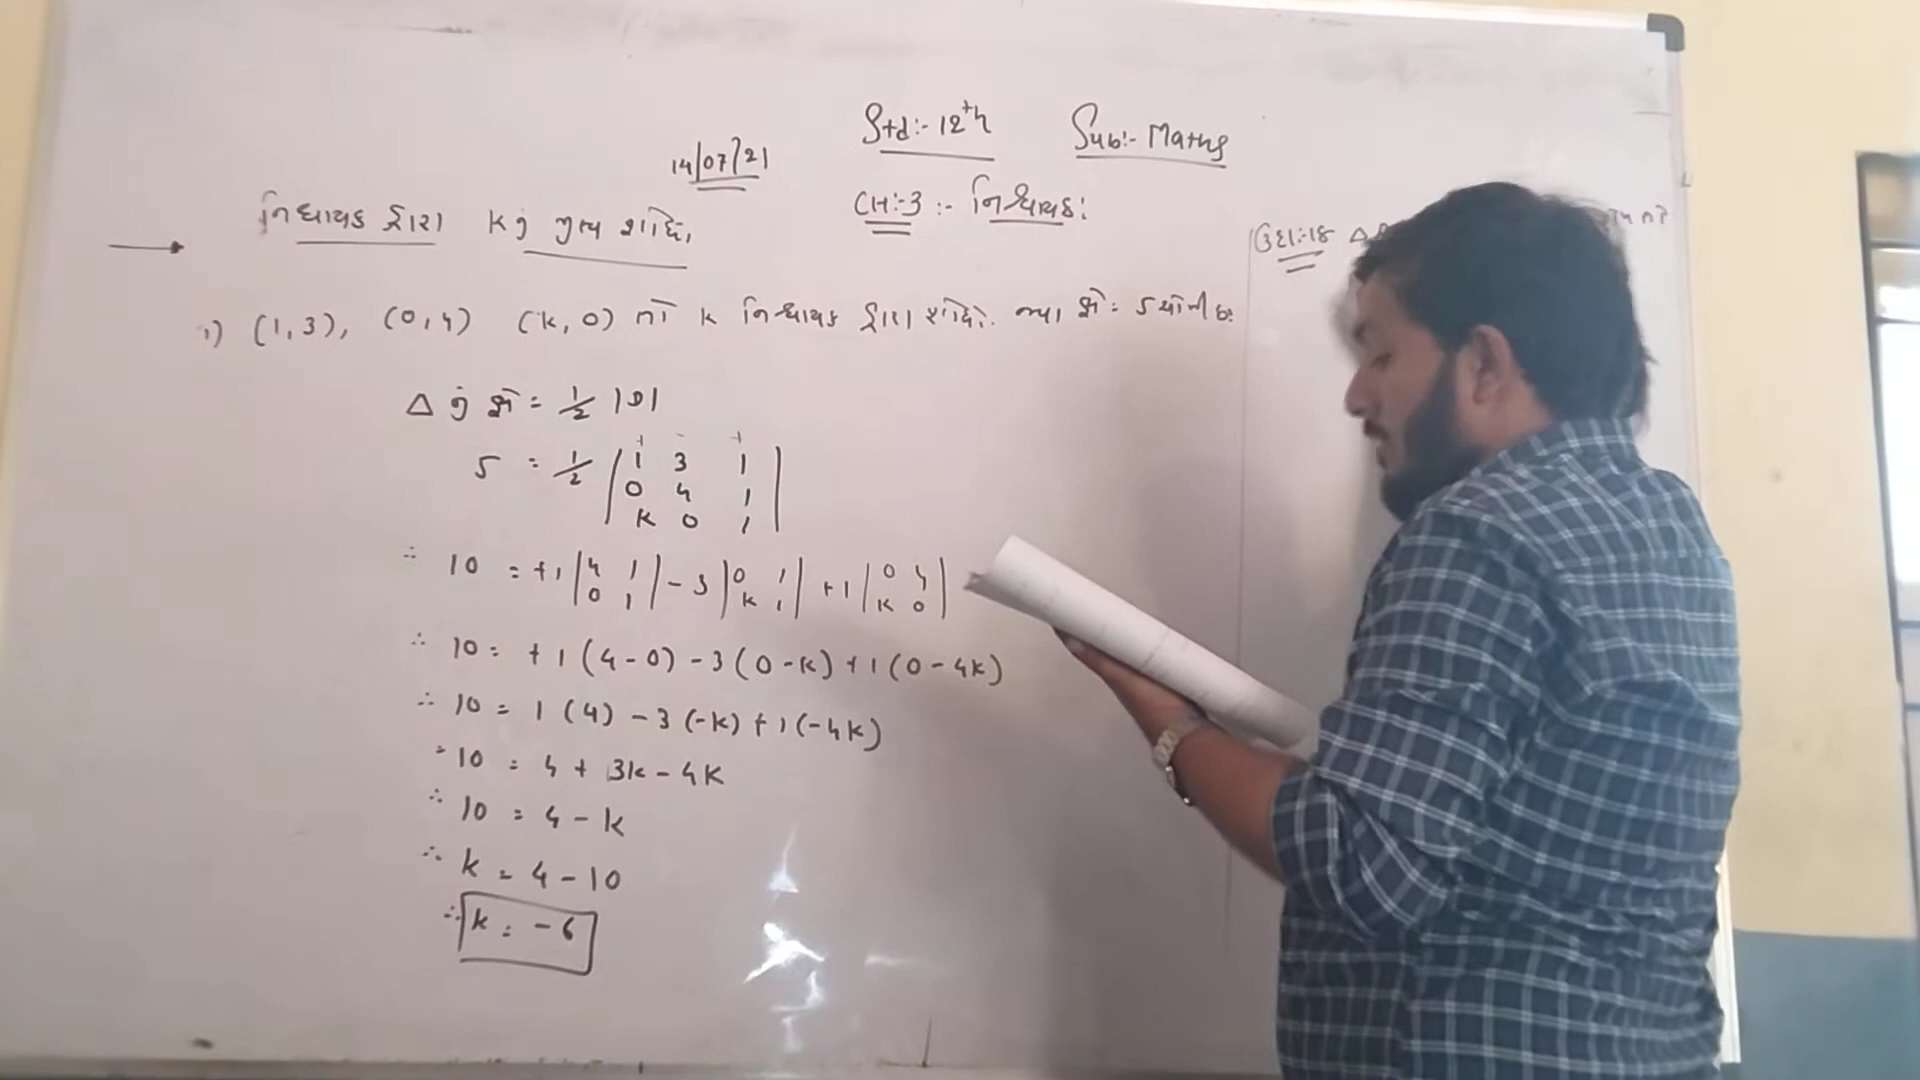 Std:- 12th Sub:- Maths
14/07/21
CH:-3 :- નિશ્ચાયક:
નિશ્ચાયક દ્વારા K નું મુલ્ય શોધો.
1) (1,3), (0,4) (k,0) નો k નિશ્ચાયક દ્વારા શોધો. જ્યાં ક્ષે = 5 ચોમી છે.
ઉદા:-18 Δ
Δ નું ક્ષે = 1/2 |D|
5 = 1/2 | 1 3 1 |
0 4 1
k 0 1
+ - +
∴ 10 = +1 | 4 1 | - 3 | 0 1 | + 1 | 0 4 |
0 1 k 1 k 0
∴ 10 = +1 (4-0) - 3 (0-k) + 1 (0-4k)
∴ 10 = 1 (4) - 3 (-k) + 1 (-4k)
∴ 10 = 4 + 3k - 4k
∴ 10 = 4 - k
∴ k = 4 - 10
∴ k = -6